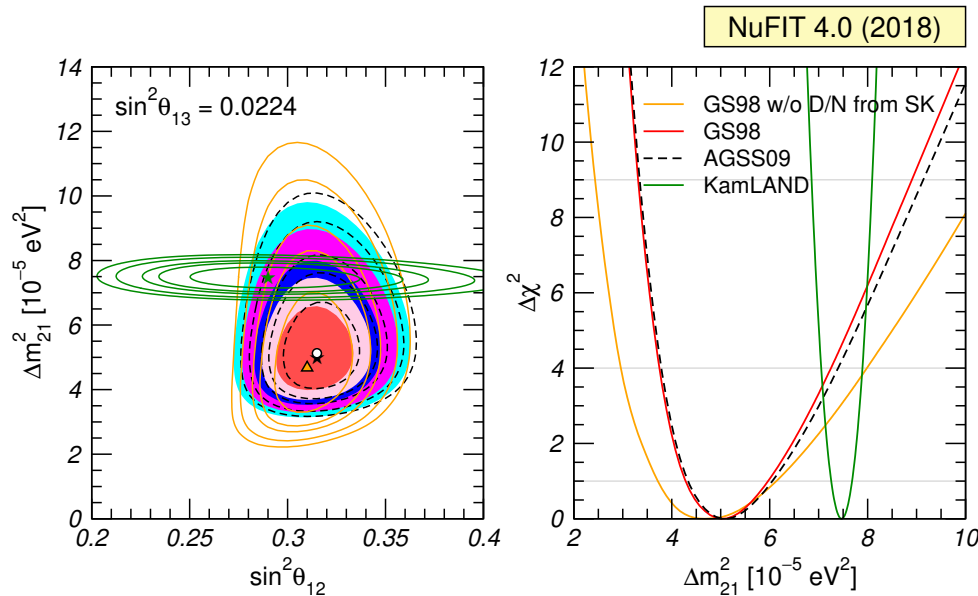 NuFIT 4.0 (2018)
sin²θ₁₃ = 0.0224
14
12
10
8
6
4
2
0
0.2
0.25
0.3
0.35
0.4
sin²θ₁₂
Δm²₂₁ [10⁻⁵ eV²]
GS98 w/o D/N from SK
GS98
AGSS09
KamLAND
12
10
8
6
4
2
0
2
4
6
8
10
Δχ²
Δm²₂₁ [10⁻⁵ eV²]